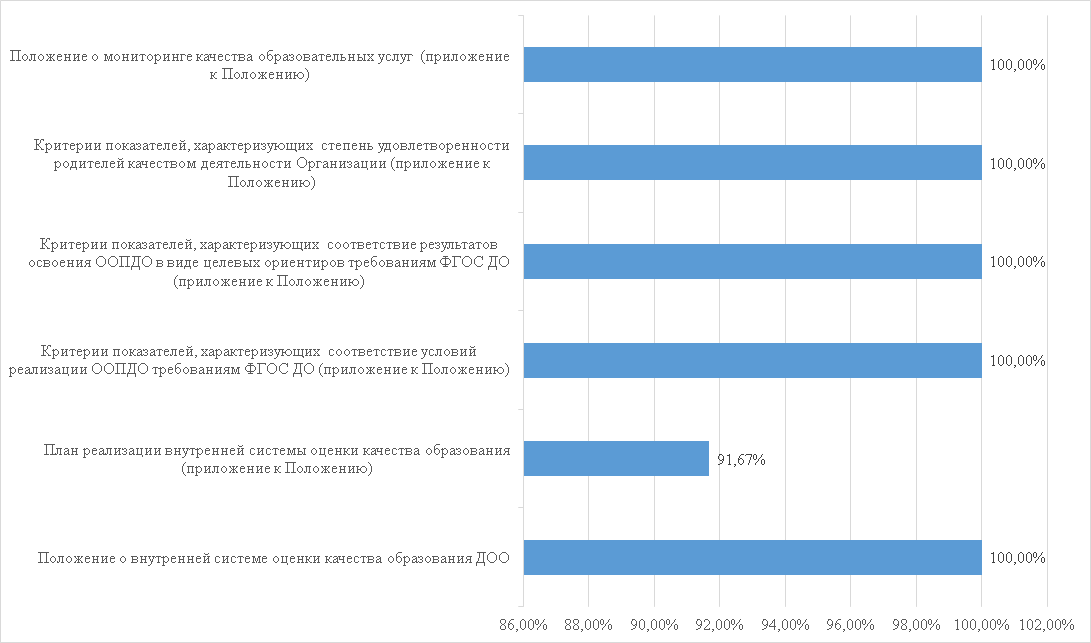 Положение о мониторинге качества образовательных услуг (приложение
к Положению)
100,00%
Критерии показателей, характеризующих степень удовлетворенности
родителей качеством деятельности Организации (приложение к
Положению)
100,00%
Критерии показателей, характеризующих соответствие результатов
освоения ООПДО в виде целевых ориентиров требованиям ФГОС ДО
(приложение к Положению)
100,00%
Критерии показателей, характеризующих соответствие условий
реализации ООПДО требованиям ФГОС ДО (приложение к Положению)
100,00%
План реализации внутренней системы оценки качества образования
(приложение к Положению)
91,67%
Положение о внутренней системе оценки качества образования ДОО
100,00%
86,00% 88,00% 90,00% 92,00% 94,00% 96,00% 98,00% 100,00% 102,00%